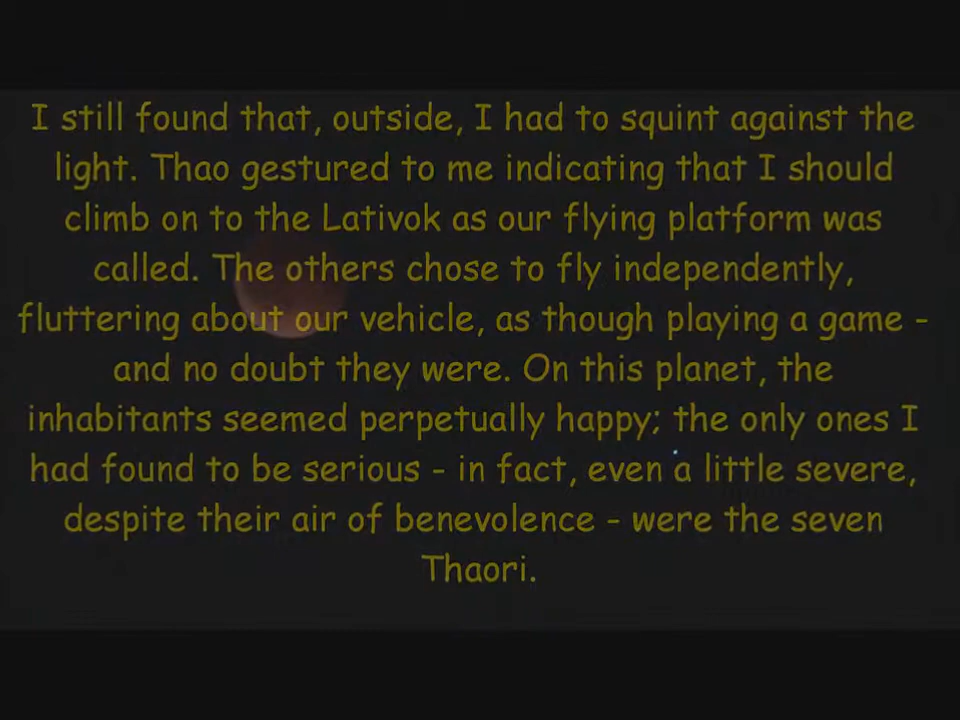 I still found that, outside, I had to squint against the
light. Thao gestured to me indicating that I should
climb on to the Lativok as our flying platform was
called. The others chose to fly independently,
fluttering about our vehicle, as though playing a game -
and no doubt they were. On this planet, the
inhabitants seemed perpetually happy; the only ones I
had found to be serious - in fact, even a little severe,
despite their air of benevolence - were the seven
Thaori.